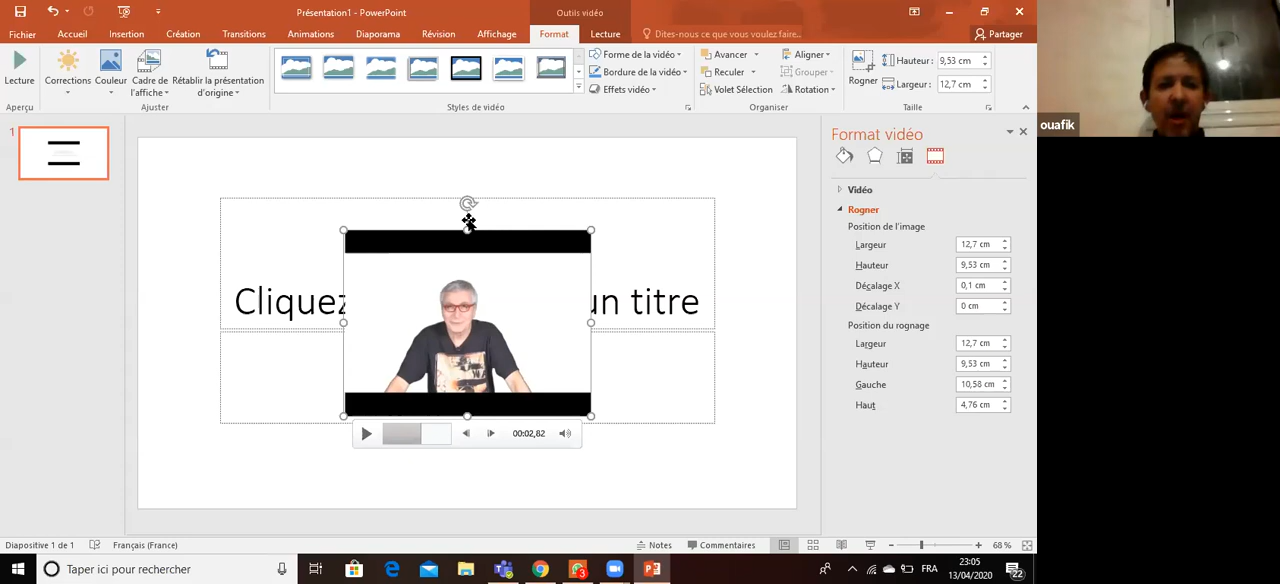 Présentation1 - PowerPoint
Outils vidéo
Fichier Accueil Insertion Création Transitions Animations Diaporama Révision Affichage Format Lecture Dites-nous ce que vous voulez faire... Partager
Lecture
Corrections
Couleur
Cadre de l'affiche
Rétablir la présentation d'origine
Forme de la vidéo
Bordure de la vidéo
Effets vidéo
Avancer
Reculer
Volet Sélection
Aligner
Grouper
Rotation
Rogner
Hauteur : 9,53 cm
Largeur : 12,7 cm
Aperçu Ajuster Styles de vidéo Organiser Taille
1
Cliquez un titre
00:02,82
Format vidéo
Vidéo
Rogner
Position de l'image
Largeur 12,7 cm
Hauteur 9,53 cm
Décalage X 0,1 cm
Décalage Y 0 cm
Position du rognage
Largeur 12,7 cm
Hauteur 9,53 cm
Gauche 10,58 cm
Haut 4,76 cm
ouafik
Diapositive 1 de 1 Français (France) Notes Commentaires 68 %
Taper ici pour rechercher
3
FRA
23:05
13/04/2020
22